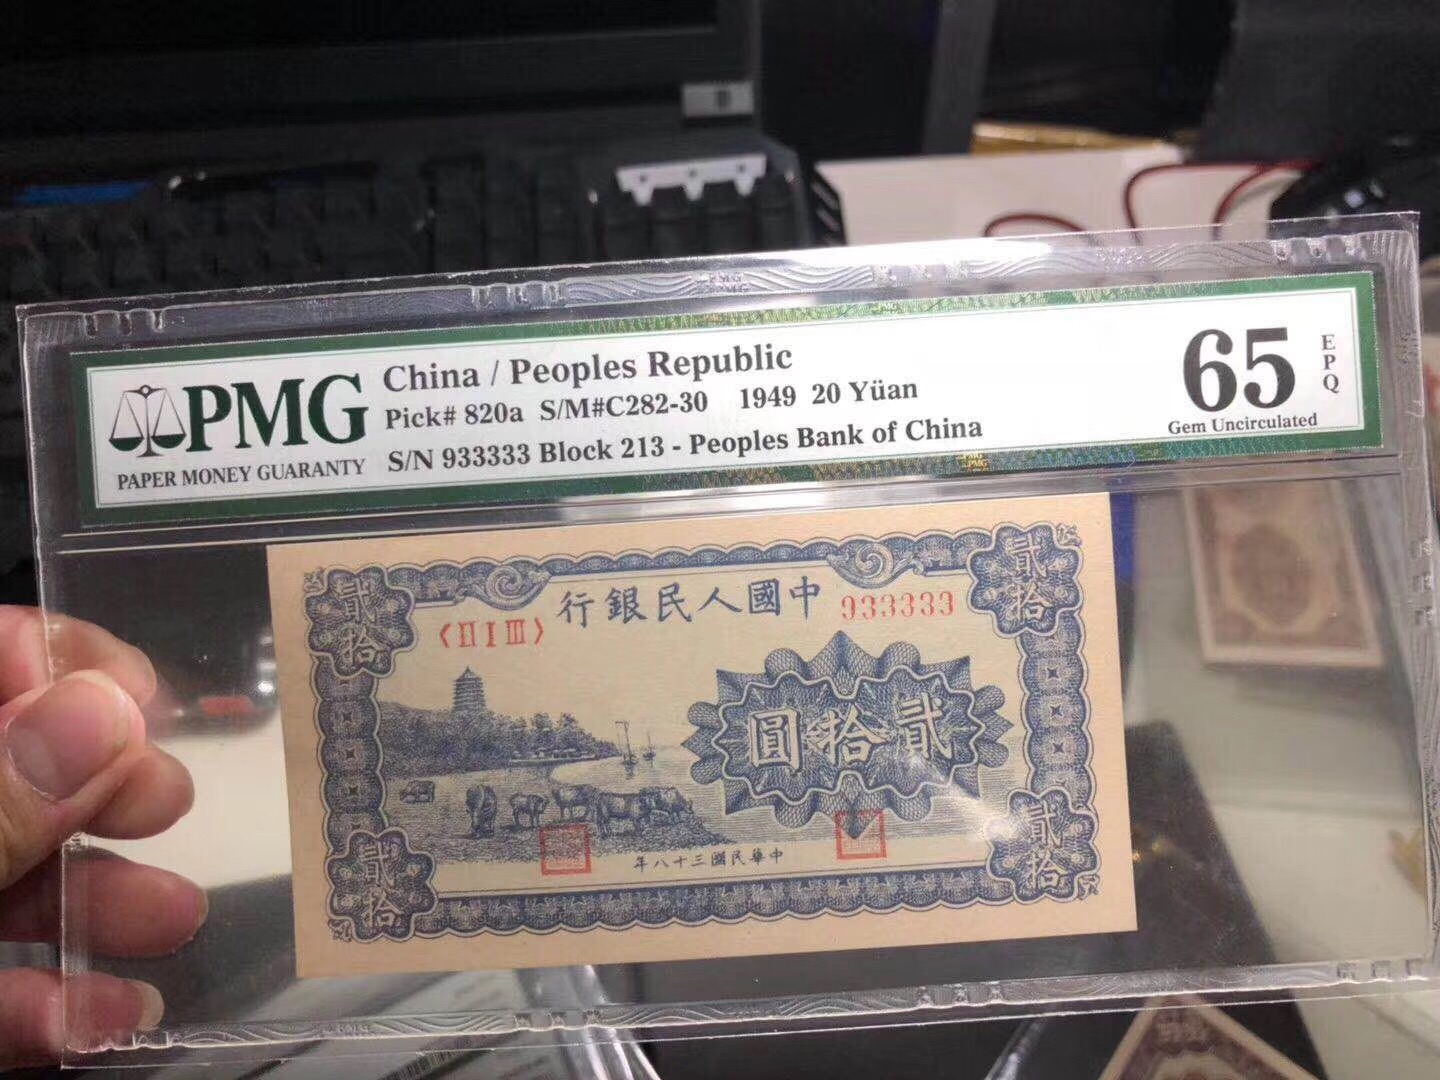 PMG
PAPER MONEY GUARANTY
China / Peoples Republic
Pick# 820a S/M#C282-30 1949 20 Yüan
S/N 933333 Block 213 - Peoples Bank of China
65
EPQ
Gem Uncirculated
行銀民人國中
〈ⅡⅠⅢ〉
933333
貳拾
貳拾
圓拾貳
貳拾
貳拾
年八十三國民華中